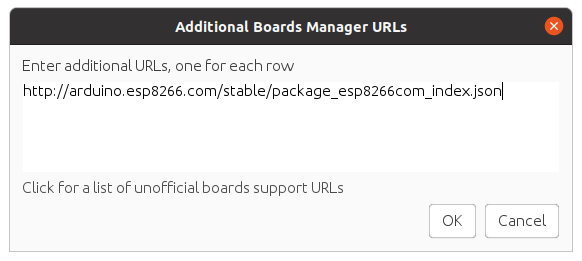 Additional Boards Manager URLs
Enter additional URLs, one for each row
http://arduino.esp8266.com/stable/package_esp8266com_index.json
Click for a list of unofficial boards support URLs
OK
Cancel